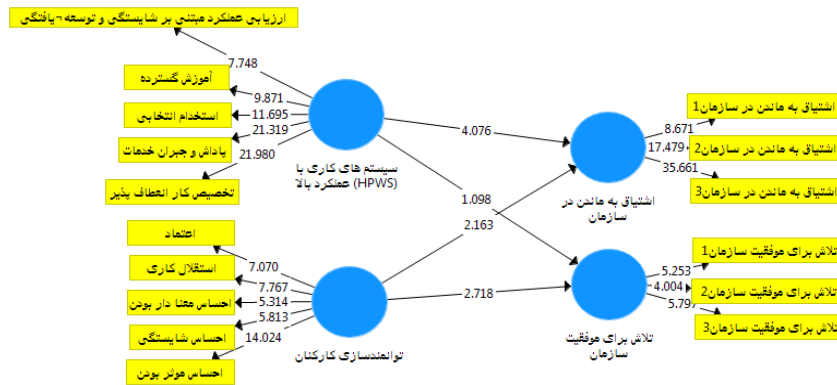 ارزیابی عملکرد مبتنی بر شایستگی و توسعه¬یافتگی
7.748
آموزش گسترده
9.871
استخدام انتخابی
11.695
پاداش و جبران خدمات
21.319
تخصیص کار انعطاف پذیر
21.980
سیستم های کاری با
عملکرد بالا (HPWS)
4.076
1.098
2.163
2.718
اشتیاق به ماندن در
سازمان
8.671
اشتیاق به ماندن در سازمان1
17.479
اشتیاق به ماندن در سازمان2
35.661
اشتیاق به ماندن در سازمان3
اعتماد
7.070
استقلال کاری
7.767
احساس معنا دار بودن
5.314
احساس شایستگی
5.813
احساس موثر بودن
14.024
توانمندسازی کارکنان
تلاش برای موفقیت
سازمان
5.253
تلاش برای موفقیت سازمان1
4.004
تلاش برای موفقیت سازمان2
5.797
تلاش برای موفقیت سازمان3